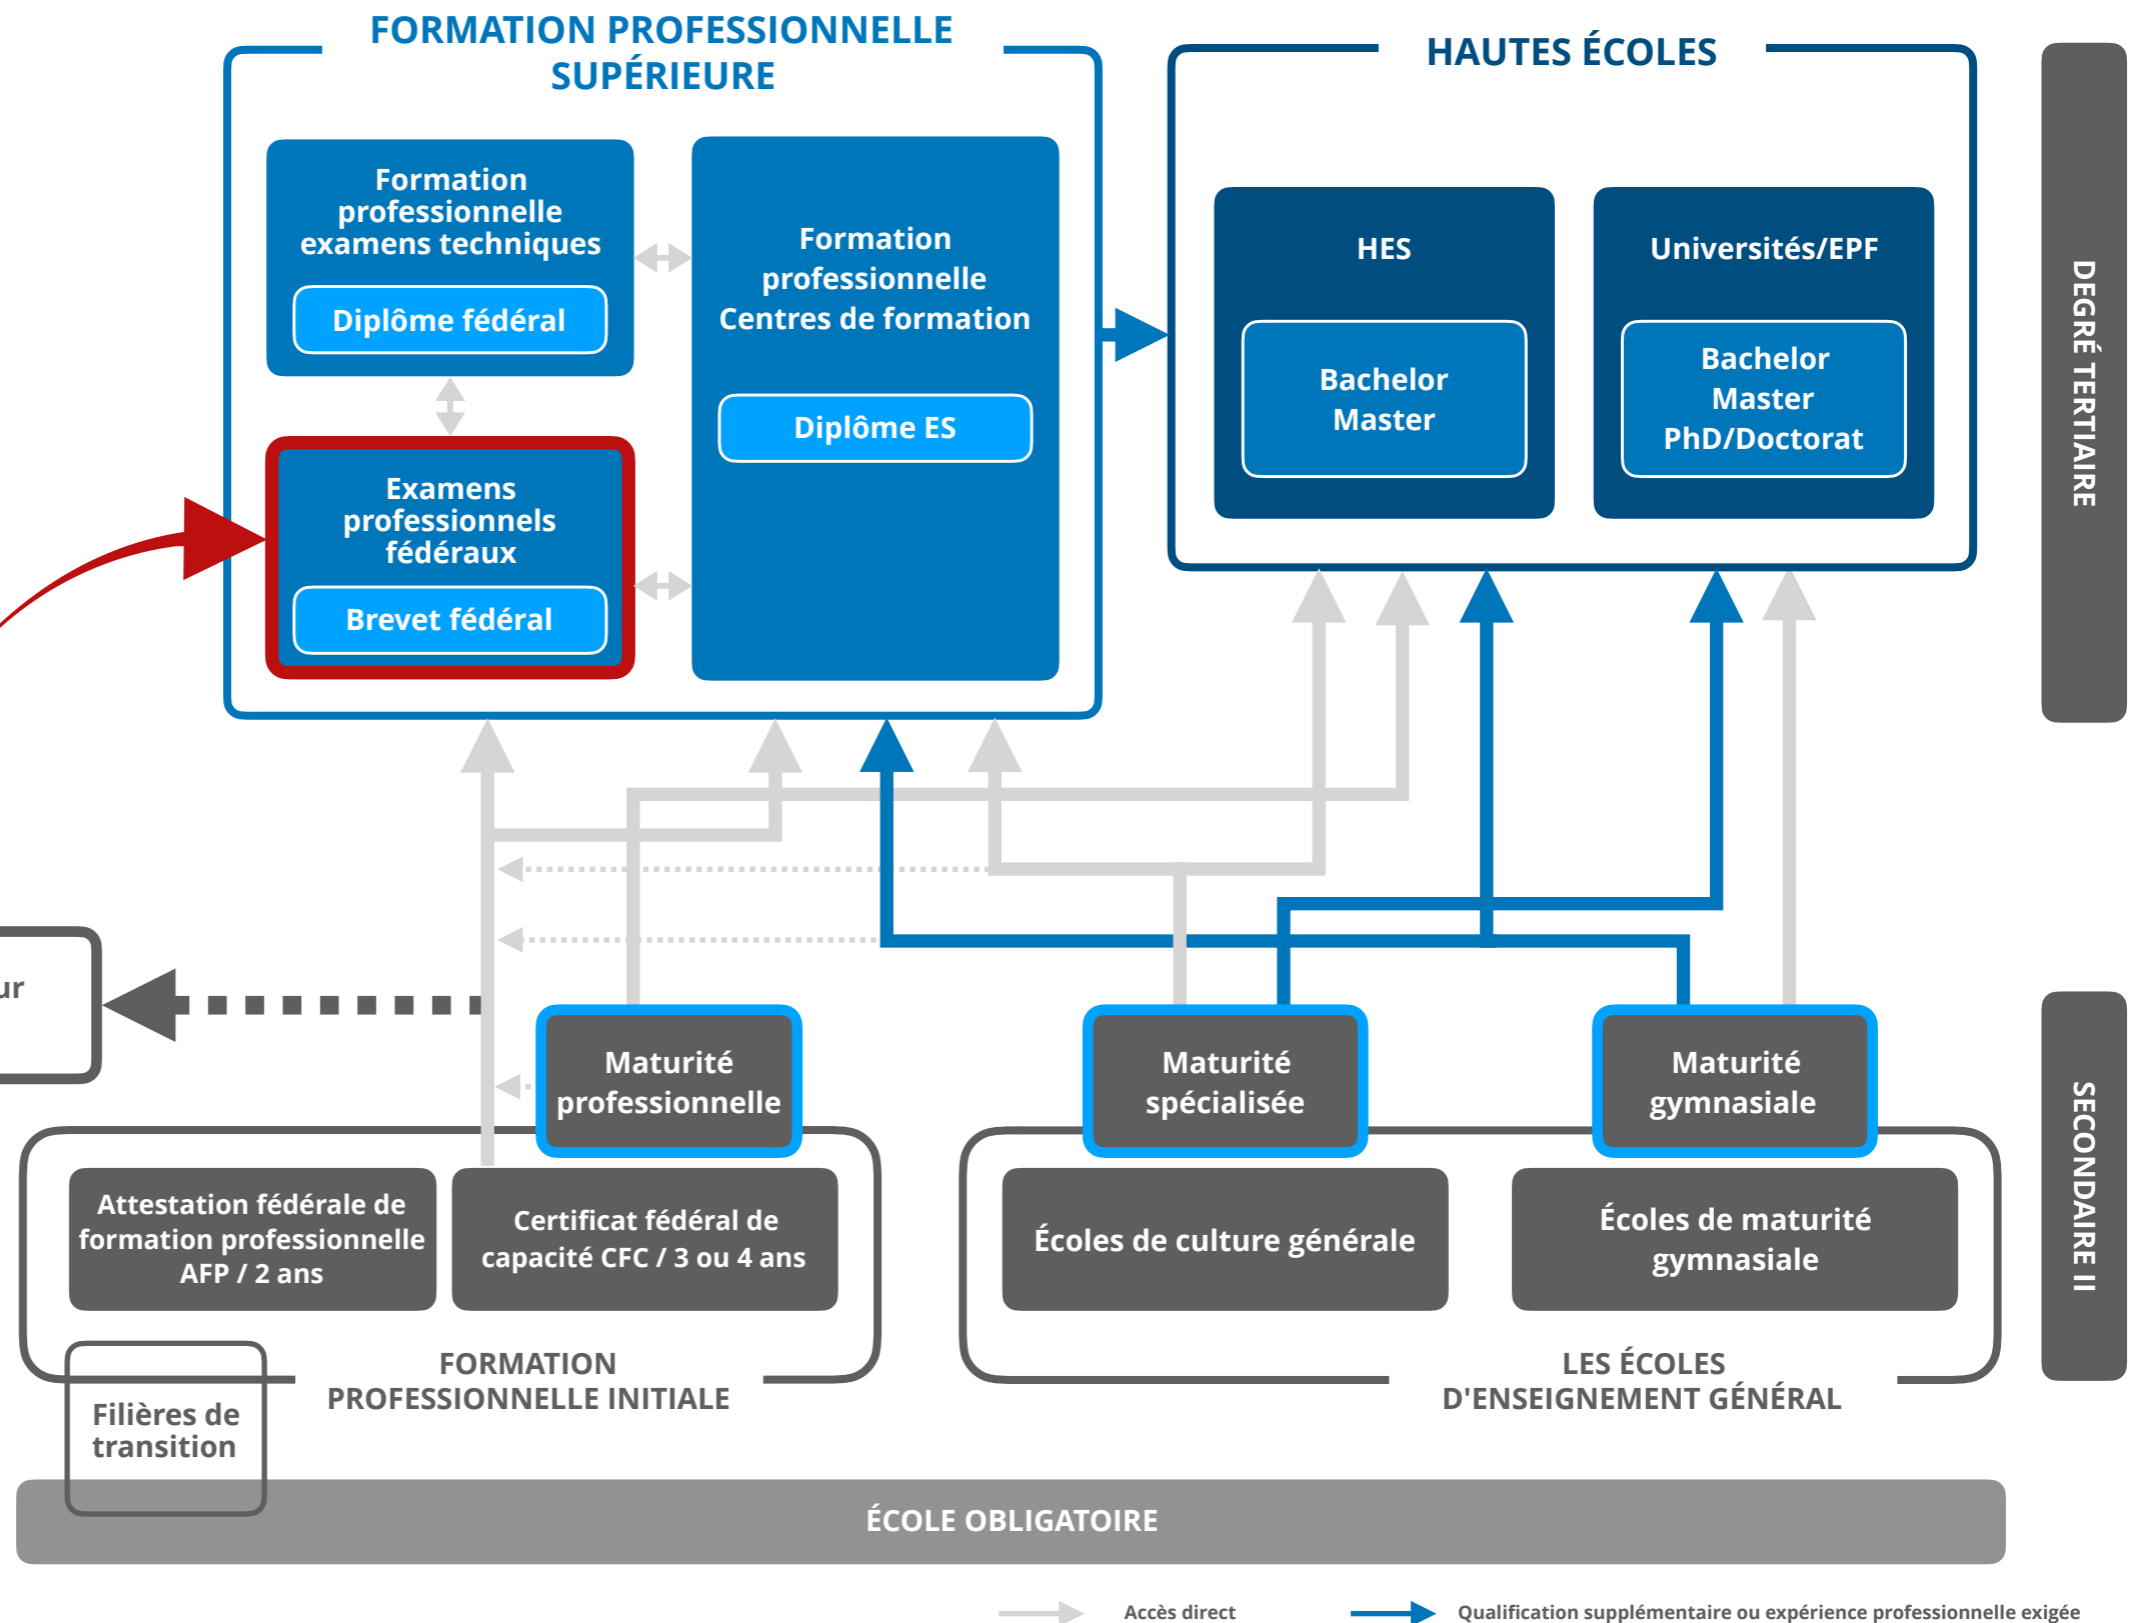 FORMATION PROFESSIONNELLE
SUPÉRIEURE
HAUTES ÉCOLES
Formation
professionnelle
examens techniques
Diplôme fédéral
Formation
professionnelle
Centres de formation
Diplôme ES
Examens
professionnels
fédéraux
Brevet fédéral
HES
Bachelor
Master
Universités/EPF
Bachelor
Master
PhD/Doctorat
DEGRÉ TERTIAIRE
Maturité
professionnelle
Maturité
spécialisée
Maturité
gymnasiale
Attestation fédérale de
formation professionnelle
AFP / 2 ans
Certificat fédéral de
capacité CFC / 3 ou 4 ans
Écoles de culture générale
Écoles de maturité
gymnasiale
SECONDAIRE II
FORMATION
PROFESSIONNELLE INITIALE
LES ÉCOLES
D'ENSEIGNEMENT GÉNÉRAL
Filières de
transition
ÉCOLE OBLIGATOIRE
Accès direct
Qualification supplémentaire ou expérience professionnelle exigée